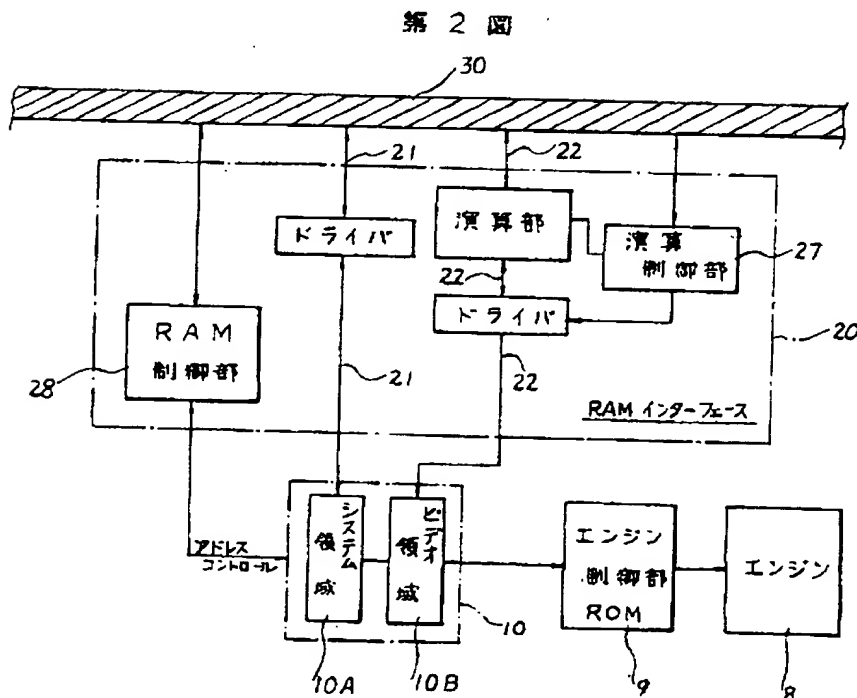 第2図
30
21
22
ドライバ
演算部
演算
制御部
27
22
ドライバ
20
RAM
制御部
28
21
22
RAMインターフェース
アドレス
コントロール
システム
領域
ビデオ
領域
エンジン
制御部
ROM
エンジン
10
10A
10B
9
8